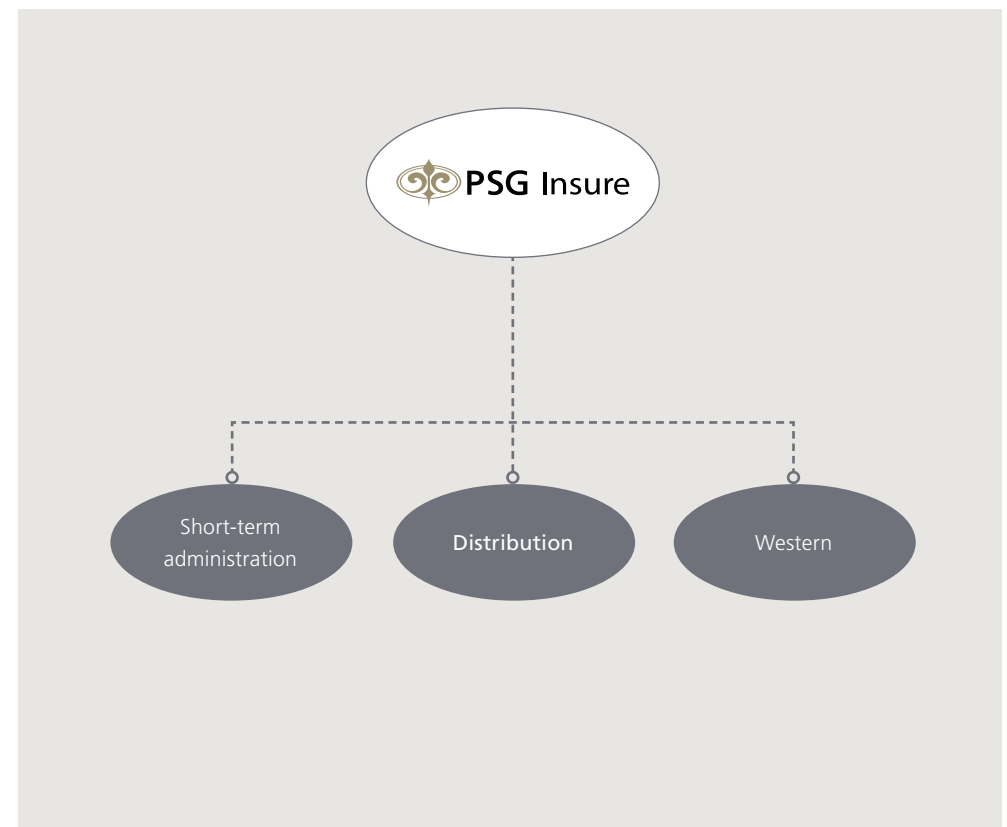 PSG Insure
Short-term
administration
Distribution
Western